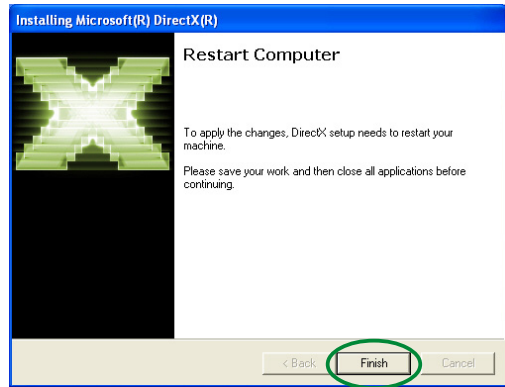 Installing Microsoft(R) DirectX(R)
Restart Computer
To apply the changes, DirectX setup needs to restart your
machine.
Please save your work and then close all applications before
continuing.
< Back Finish Cancel